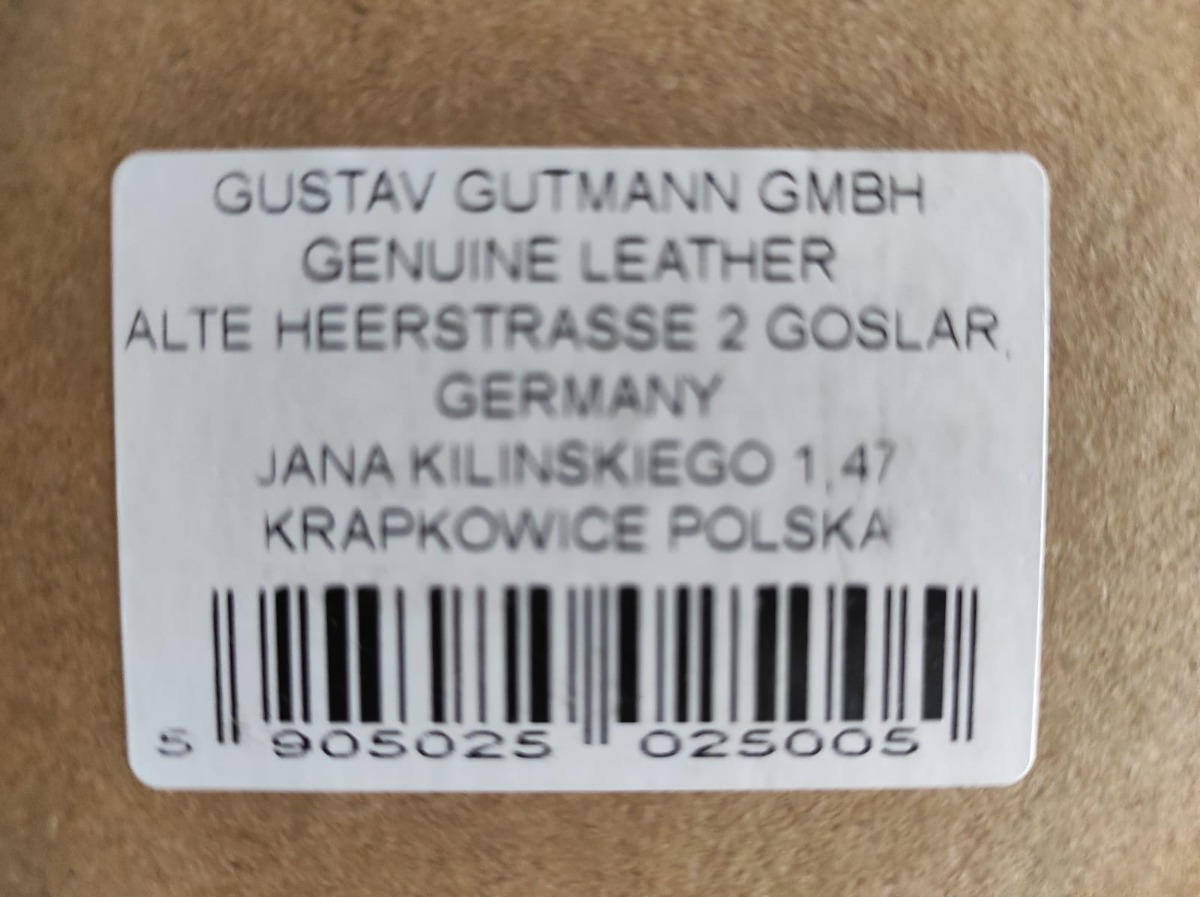 GUSTAV GUTMANN GMBH
GENUINE LEATHER
ALTE HEERSTRASSE 2 GOSLAR,
GERMANY
JANA KILINSKIEGO 1,47
KRAPKOWICE POLSKA
5 905025 025005